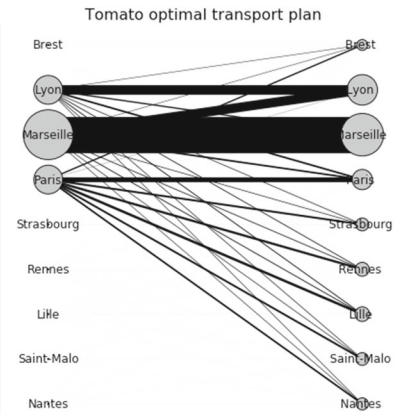 Tomato optimal transport plan
Brest Brest
Lyon Lyon
Marseille Marseille
Paris Paris
Strasbourg Strasbourg
Rennes Rennes
Lille Lille
Saint-Malo Saint-Malo
Nantes Nantes